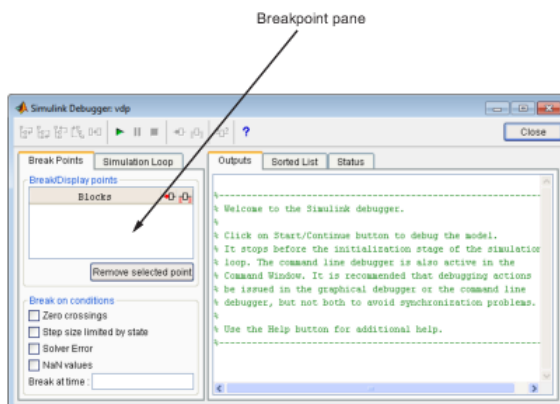 Breakpoint pane
Simulink Debugger: vdp
Close
Break Points
Simulation Loop
Outputs
Sorted List
Status
Break/Display points
Blocks
Remove selected point
Break on conditions
Zero crossings
Step size limited by state
Solver Error
NaN values
Break at time :
%----------------------------------------------------------------
% Welcome to the Simulink debugger.
%
% Click on Start/Continue button to debug the model.
% It stops before the initialization stage of the simulation
% loop. The command line debugger is also active in the
% Command Window. It is recommended that debugging actions
% be issued in the graphical debugger or the command line
% debugger, but not both to avoid synchronization problems.
%
% Use the Help button for additional help.
%----------------------------------------------------------------